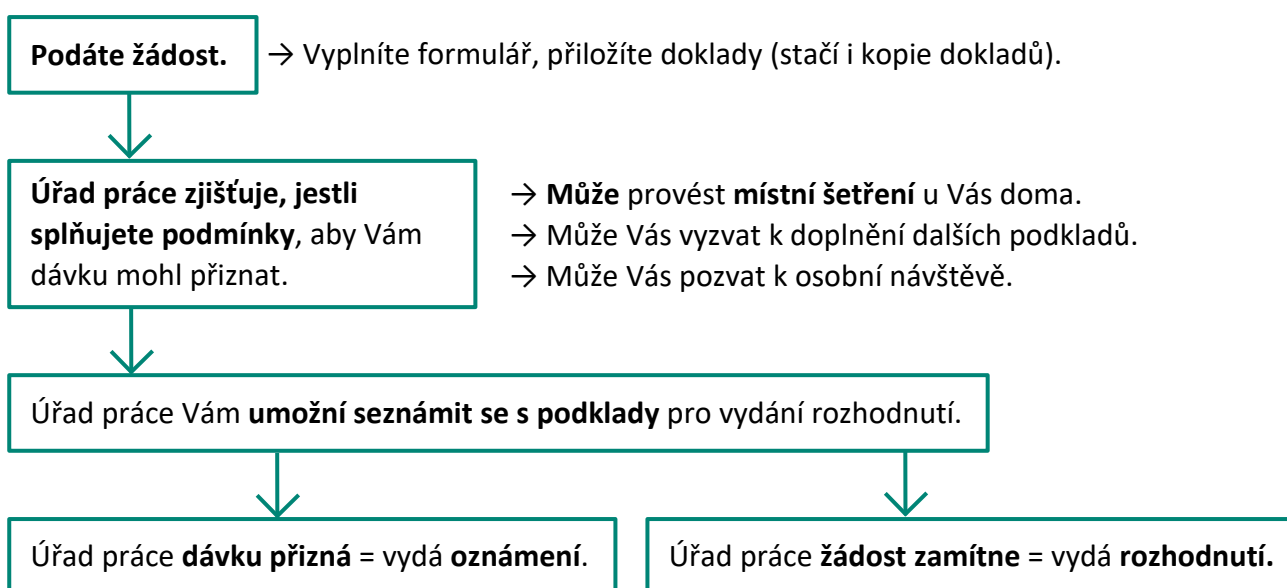 Podáte žádost. → Vyplníte formulář, přiložíte doklady (stačí i kopie dokladů).
Úřad práce zjišťuje, jestli
splňujete podmínky, aby Vám
dávku mohl přiznat.
→ Může provést místní šetření u Vás doma.
→ Může Vás vyzvat k doplnění dalších podkladů.
→ Může Vás pozvat k osobní návštěvě.
Úřad práce Vám umožní seznámit se s podklady pro vydání rozhodnutí.
Úřad práce dávku přizná = vydá oznámení.
Úřad práce žádost zamítne = vydá rozhodnutí.